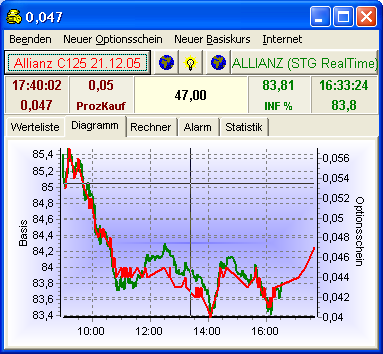 0,047
Beenden Neuer Optionsschein Neuer Basiskurs Internet
Allianz C125 21.12.05 ALLIANZ (STG RealTime)
17:40:02 0,05 47,00 83,81 16:33:24
0,047 ProzKauf INF % 83,8
Werteliste Diagramm Rechner Alarm Statistik
85,4 0,056
85,2 0,054
85 0,052
84,8 0,05
84,6 0,048
84,4 0,046
84,2 0,044
84 0,042
83,8 0,04
83,6
83,4
Basis
Optionsschein
10:00 12:00 14:00 16:00